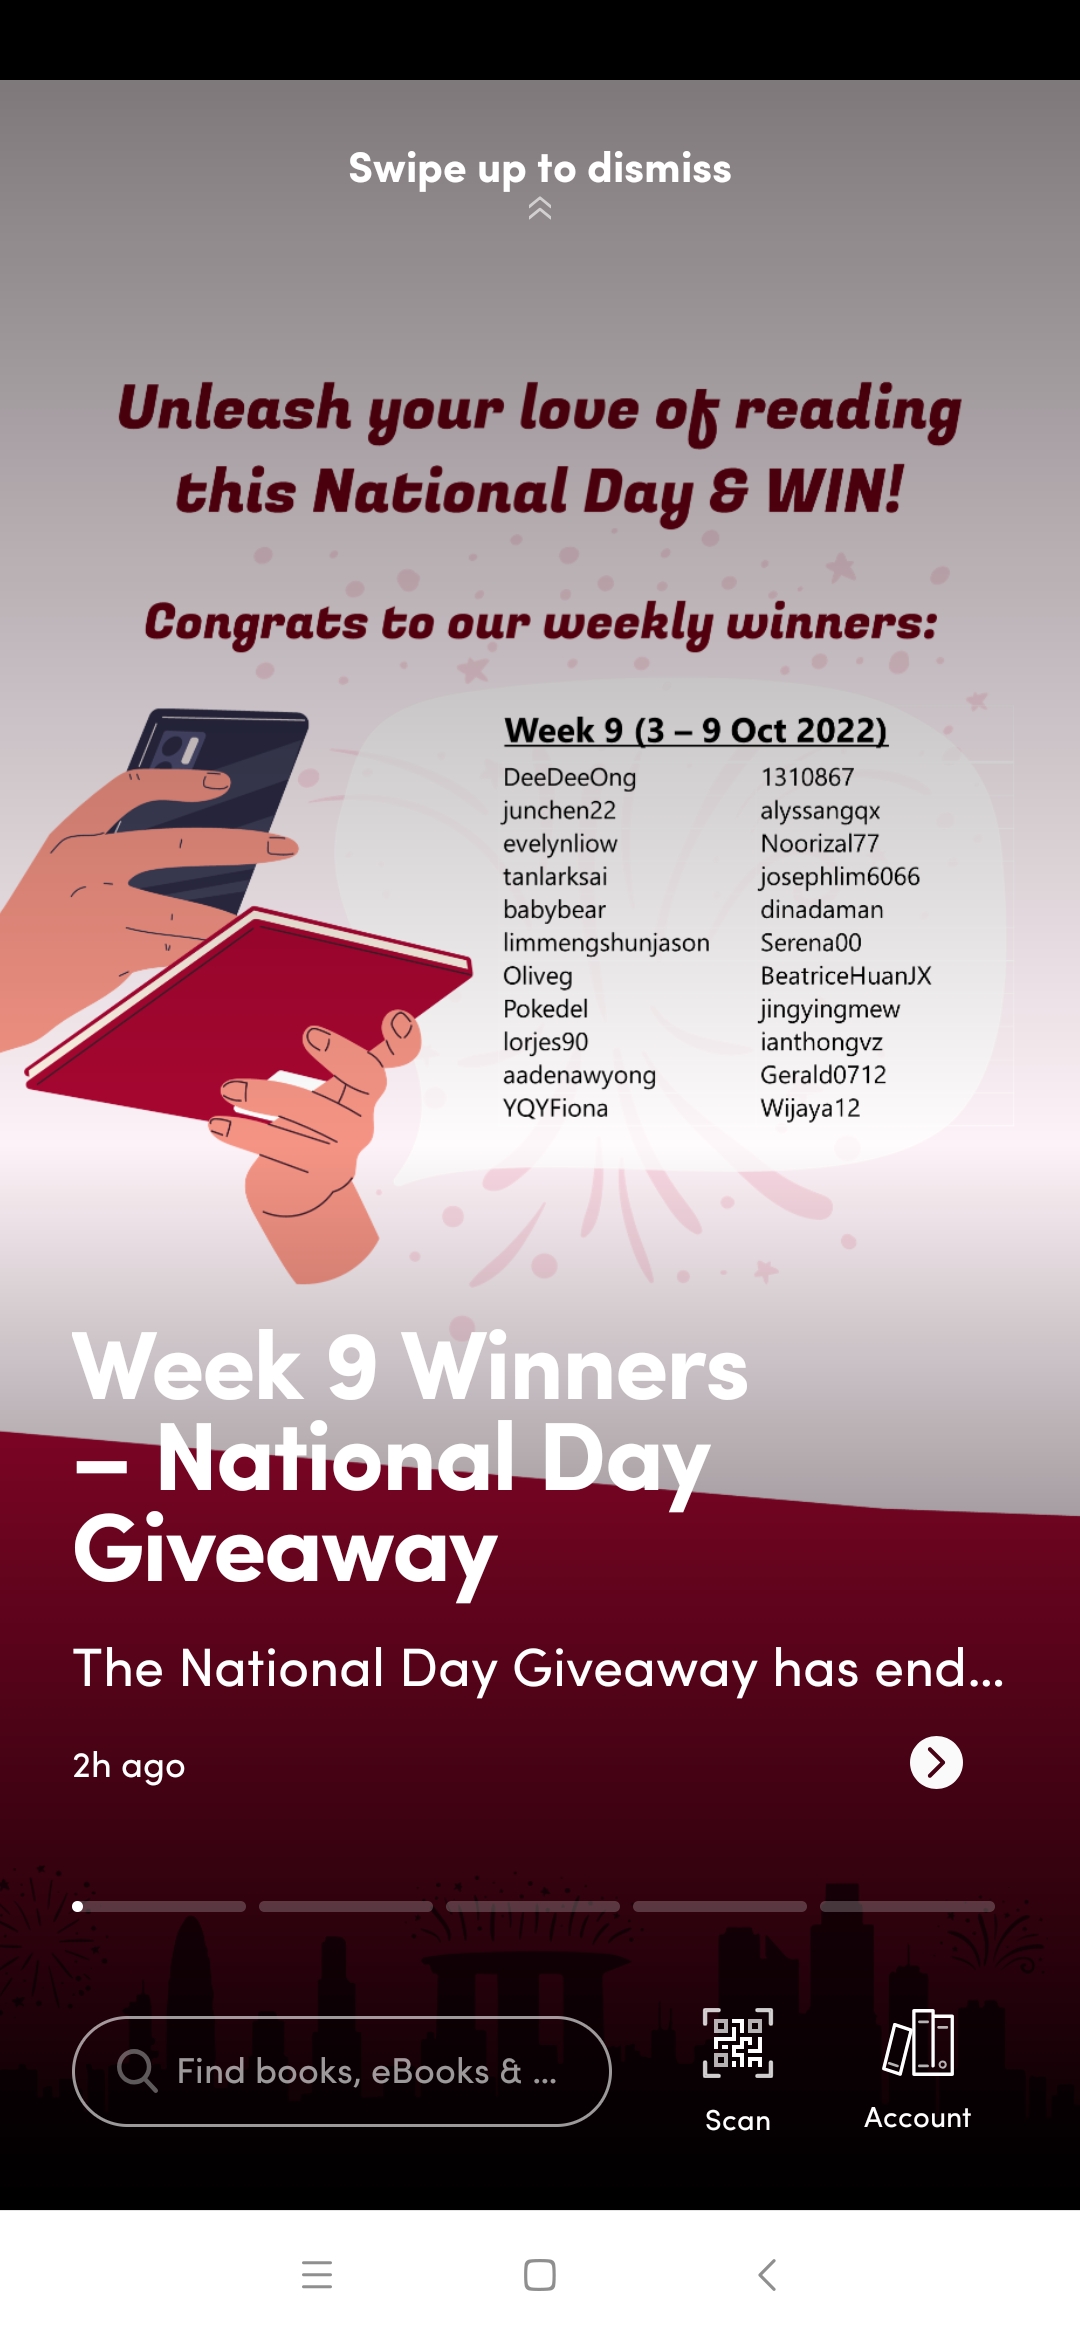 Swipe up to dismiss
Unleash your love of reading
this National Day & WIN!
Congrats to our weekly winners:
Week 9 (3 – 9 Oct 2022)
DeeDeeOng 1310867
junchen22 alyssangqx
evelynliow Noorizal77
tanlarksai josephlim6066
babybear dinadaman
limmengshunjason Serena00
Oliveg BeatriceHuanJX
Pokedel jingyingmew
lorjes90 ianthongvz
aadenawyong Gerald0712
YQYFiona Wijaya12
Week 9 Winners
– National Day
Giveaway
The National Day Giveaway has end...
2h ago
Find books, eBooks & ...
Scan
Account